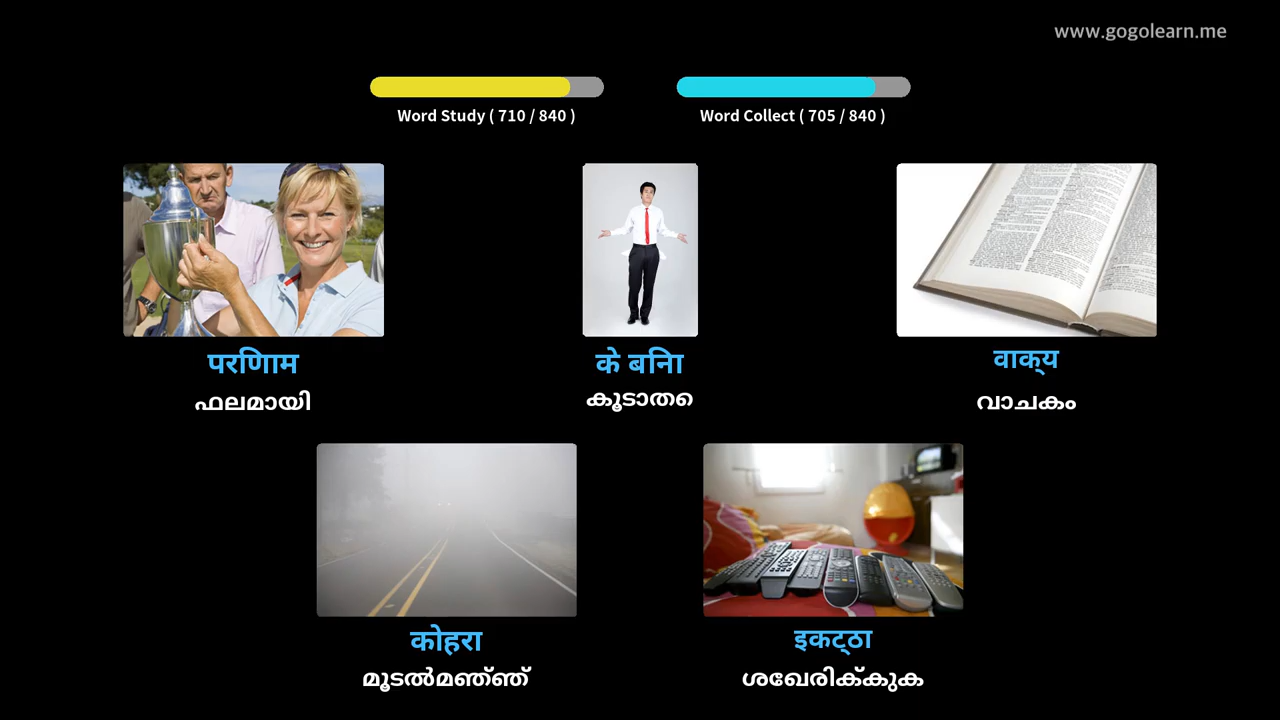 www.gogolearn.me
Word Study ( 710 / 840 )
Word Collect ( 705 / 840 )
परिणाम
ഫലമായി
के बिना
കൂടാതെ
वाक्य
വാചകം
कोहरा
മൂടൽമഞ്ഞ്
इकट्ठा
ശേഖരിക്കുക